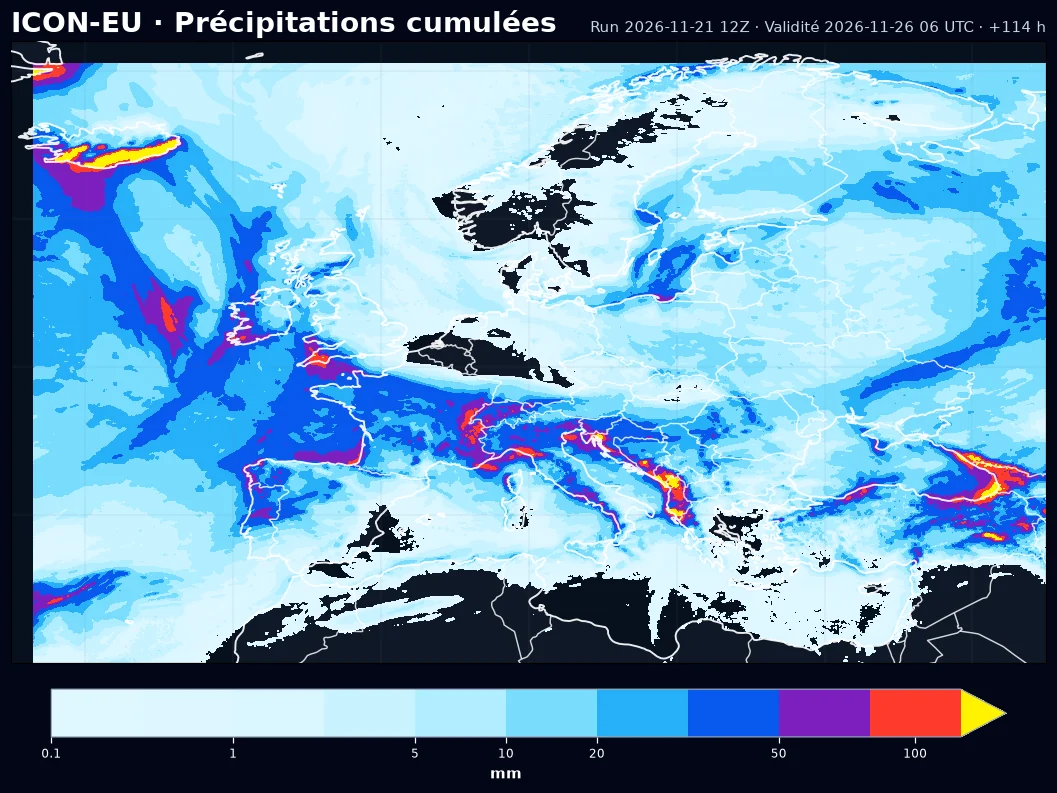 ICON-EU · Précipitations cumulées
Run 2026-11-21 12Z · Validité 2026-11-26 06 UTC · +114 h
0.1 1 5 10 20 50 100
mm